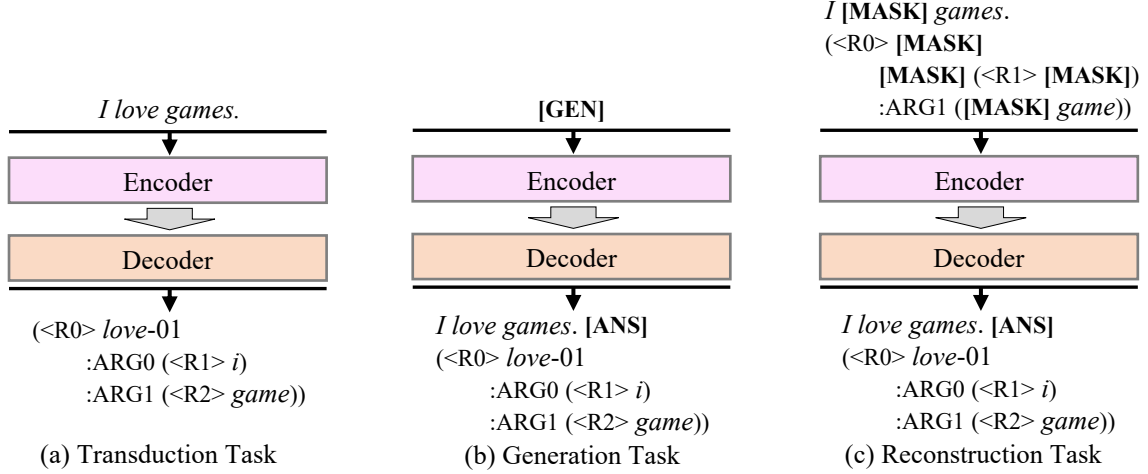 I love games.
Encoder
Decoder
(<R0> love-01
:ARG0 (<R1> i)
:ARG1 (<R2> game))
(a) Transduction Task
[GEN]
Encoder
Decoder
I love games. [ANS]
(<R0> love-01
:ARG0 (<R1> i)
:ARG1 (<R2> game))
(b) Generation Task
I [MASK] games.
(<R0> [MASK]
[MASK] (<R1> [MASK])
:ARG1 ([MASK] game))
Encoder
Decoder
I love games. [ANS]
(<R0> love-01
:ARG0 (<R1> i)
:ARG1 (<R2> game))
(c) Reconstruction Task